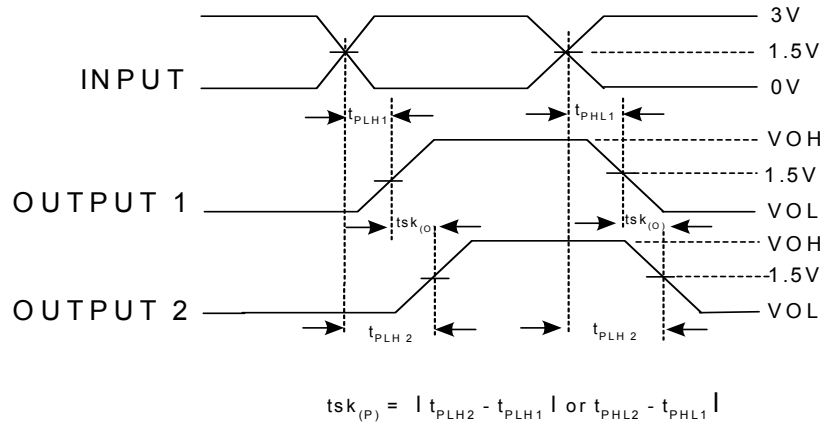 3V
1.5V
INPUT
0V
tPLH1
tPHL1
VOH
1.5V
OUTPUT 1
VOL
tsk(O)
tsk(O)
VOH
1.5V
OUTPUT 2
VOL
tPLH 2
tPLH 2
tsk(P) = | tPLH2 - tPLH1 | or tPHL2 - tPHL1 |